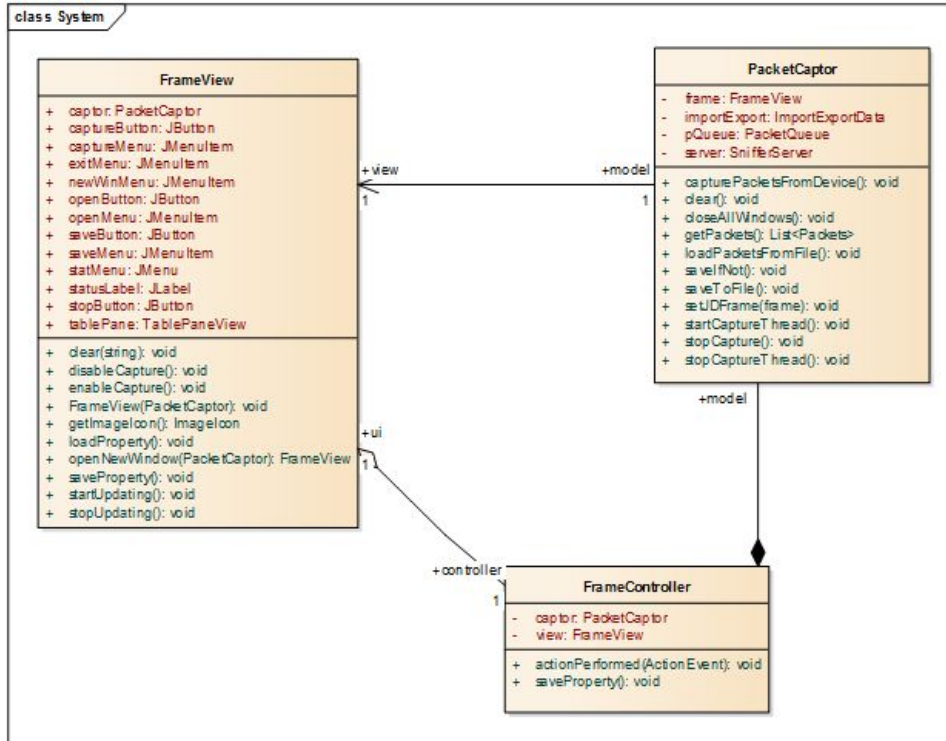 class System
FrameView
+ captor: PacketCaptor
+ captureButton: JButton
+ captureMenu: JMenuItem
+ exitMenu: JMenuItem
+ newWinMenu: JMenuItem
+ openButton: JButton
+ openMenu: JMenuItem
+ saveButton: JButton
+ saveMenu: JMenuItem
+ statMenu: JMenu
+ statusLabel: JLabel
+ stopButton: JButton
+ tablePane: TablePaneView
+ clear(string): void
+ disableCapture(): void
+ enableCapture(): void
+ FrameView(PacketCaptor): void
+ getImageIcon(): ImageIcon
+ loadProperty(): void
+ openNewWindow(PacketCaptor): FrameView
+ saveProperty(): void
+ startUpdating(): void
+ stopUpdating(): void
+view
1
+model
1
PacketCaptor
- frame: FrameView
- importExport: ImportExportData
- pQueue: PacketQueue
- server: SnifferServer
+ capturePacketsFromDevice(): void
+ clear(): void
+ closeAllWindows(): void
+ getPackets(): List<Packets>
+ loadPacketsFromFile(): void
+ saveIfNot(): void
+ saveToFile(): void
+ setJDFrame(frame): void
+ startCaptureThread(): void
+ stopCapture(): void
+ stopCaptureThread(): void
+model
+ui
1
+controller
1
FrameController
- captor: PacketCaptor
- view: FrameView
+ actionPerformed(ActionEvent): void
+ saveProperty(): void